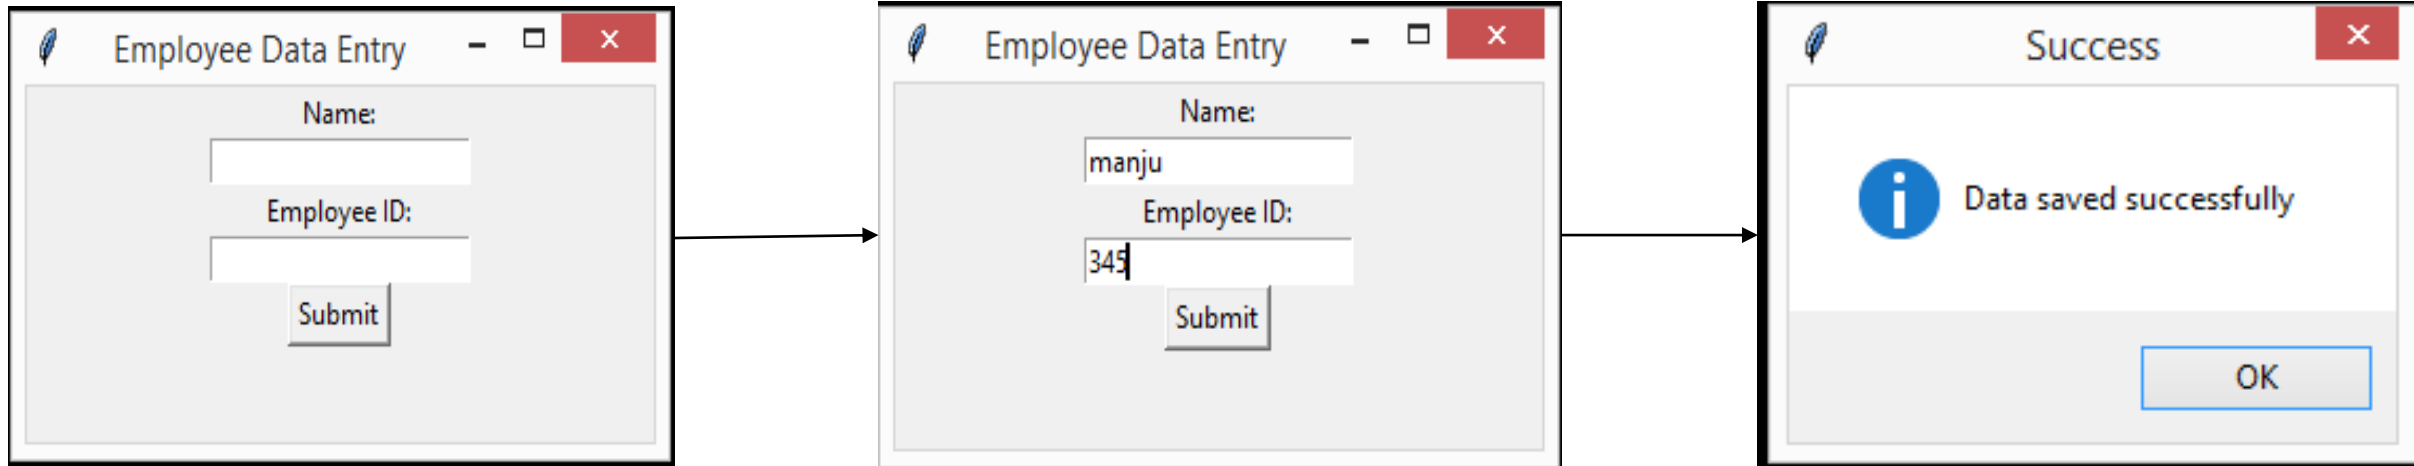 Employee Data Entry
Name:
Employee ID:
Submit
Employee Data Entry
Name:
manju
Employee ID:
345
Submit
Success
Data saved successfully
OK